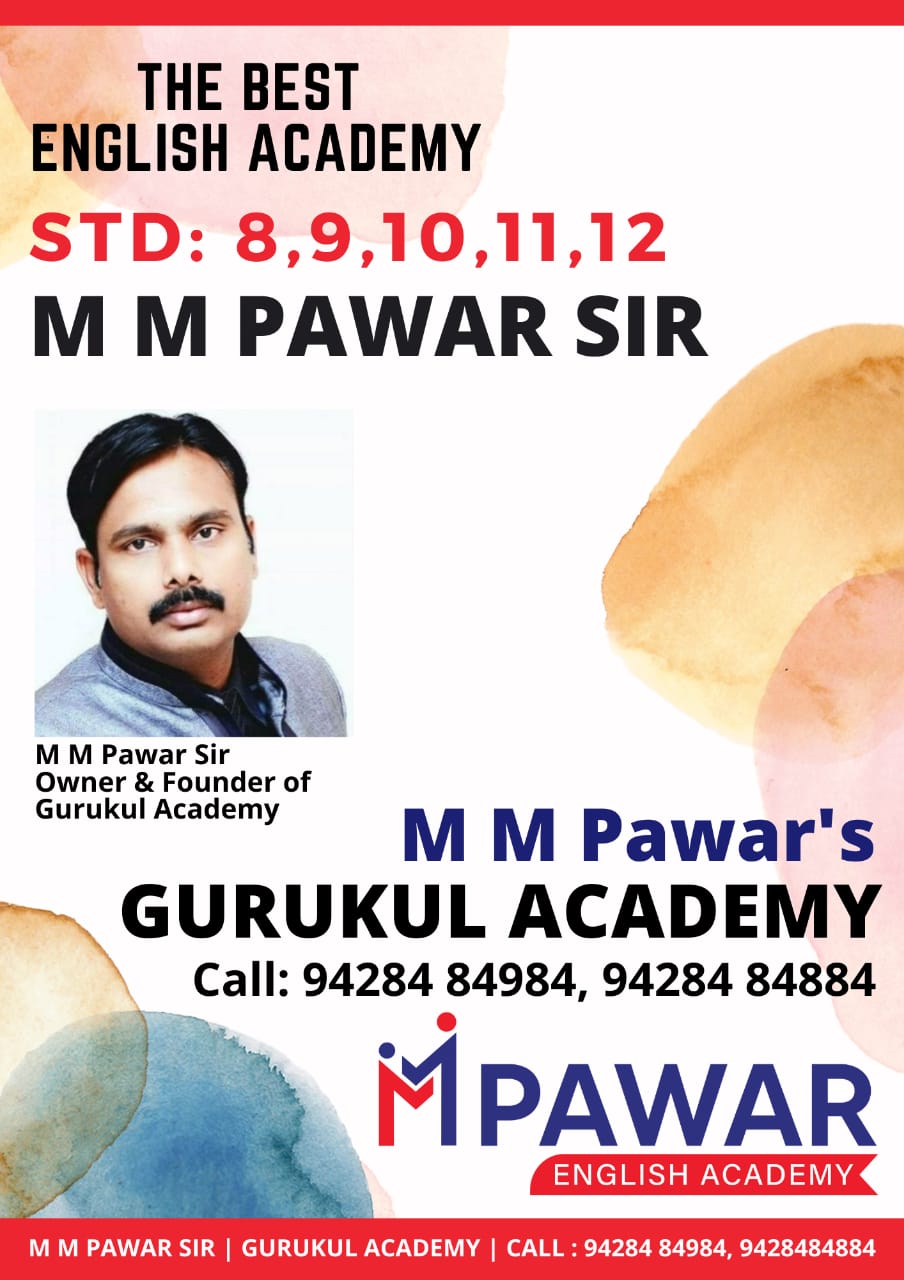 THE BEST
ENGLISH ACADEMY
STD: 8,9,10,11,12
M M PAWAR SIR
M M Pawar Sir
Owner & Founder of
Gurukul Academy
M M Pawar's
GURUKUL ACADEMY
Call: 94284 84984, 94284 84884
MM PAWAR
ENGLISH ACADEMY
M M PAWAR SIR | GURUKUL ACADEMY | CALL : 94284 84984, 9428484884